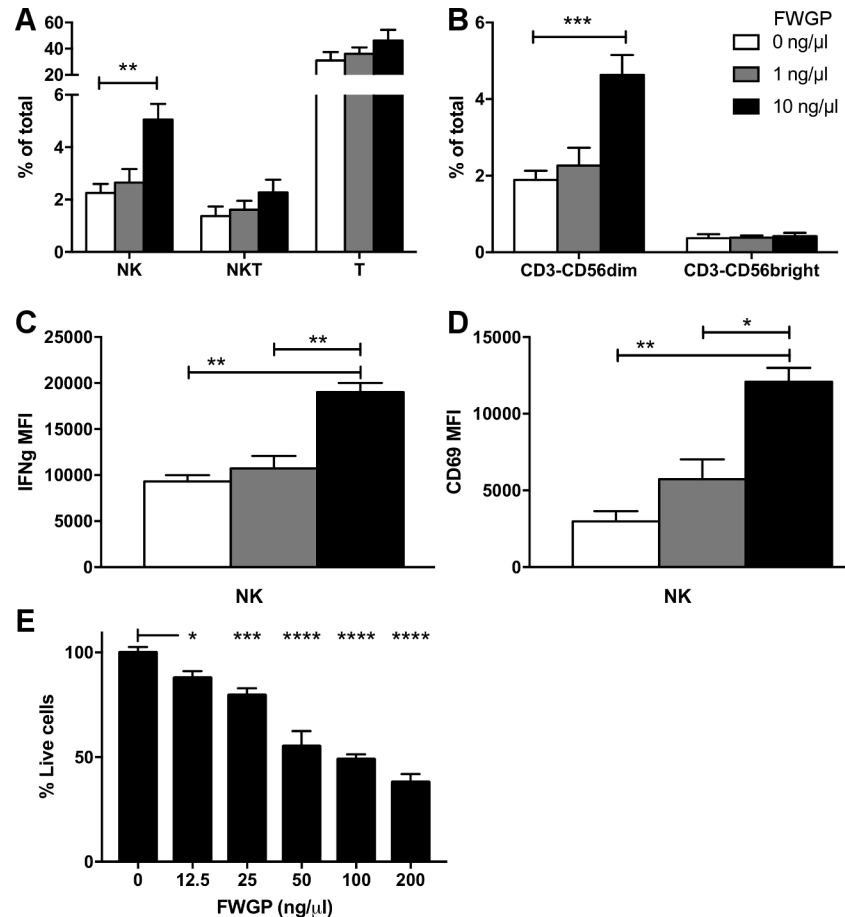 A
% of total
60
40
20
6
4
2
0
**
NK
NKT
T
B
% of total
6
4
2
0
***
CD3-CD56dim
CD3-CD56bright
FWGP
0 ng/µl
1 ng/µl
10 ng/µl
C
IFNg MFI
25000
20000
15000
10000
5000
0
**
**
NK
D
CD69 MFI
15000
10000
5000
0
*
**
NK
E
% Live cells
100
50
0
* *** **** **** ****
0 12.5 25 50 100 200
FWGP (ng/µl)